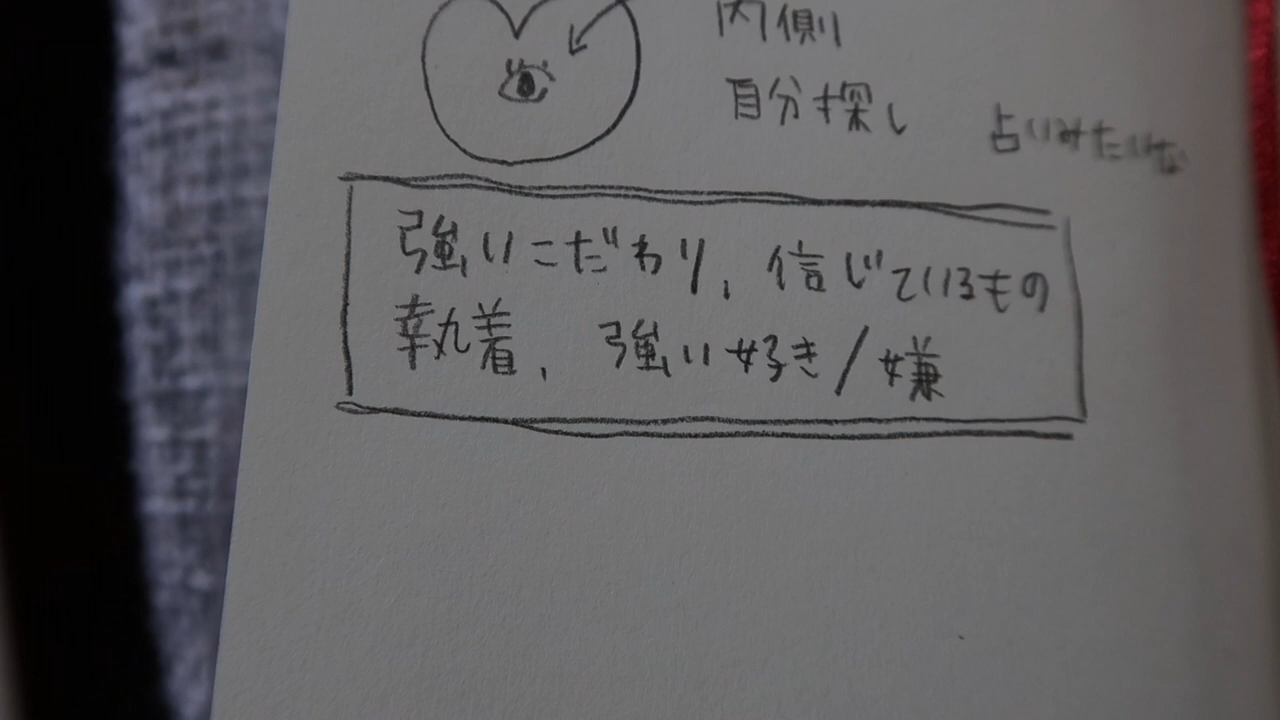 内側
自分探し
占いみたいな
強いこだわり、信じているもの
執着、強い好き/嫌